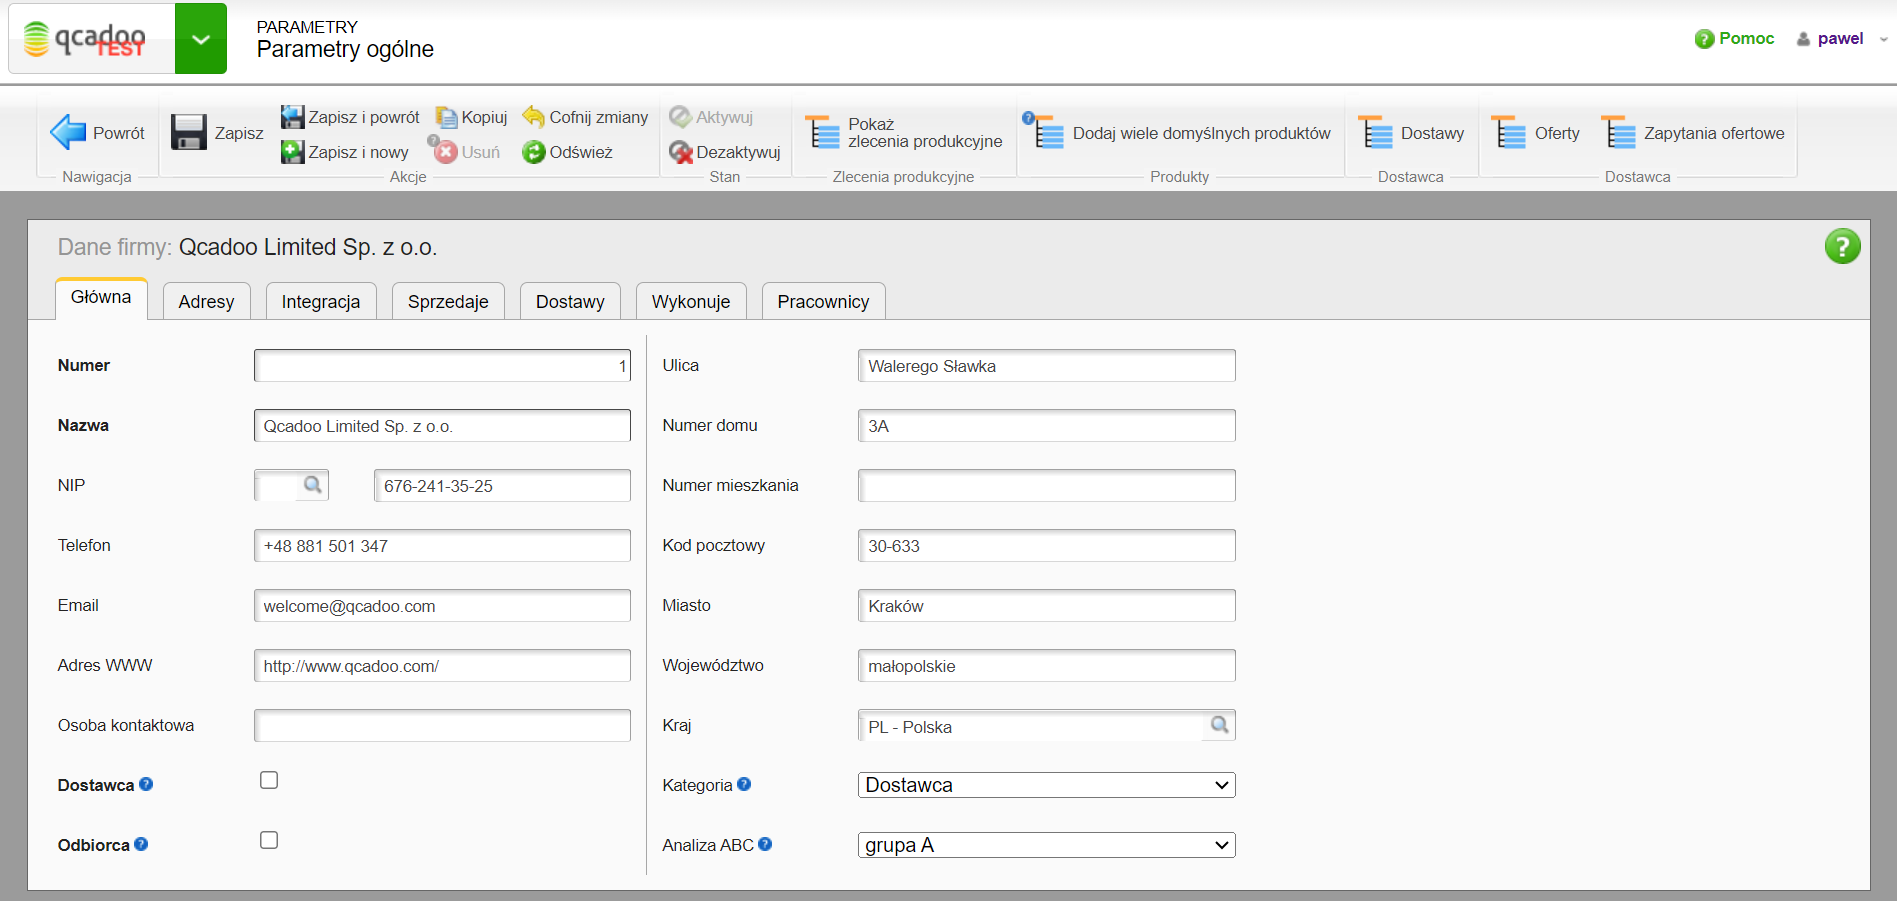 qcadoo
TEST
PARAMETRY
Parametry ogólne
Pomoc
pawel
Powrót
Nawigacja
Zapisz
Zapisz i powrót
Kopiuj
Cofnij zmiany
Zapisz i nowy
Usuń
Odśwież
Akcje
Aktywuj
Dezaktywuj
Stan
Pokaż
zlecenia produkcyjne
Zlecenia produkcyjne
Dodaj wiele domyślnych produktów
Produkty
Dostawy
Dostawca
Oferty
Zapytania ofertowe
Dostawca
Dane firmy: Qcadoo Limited Sp. z o.o.
Główna
Adresy
Integracja
Sprzedaje
Dostawy
Wykonuje
Pracownicy
Numer
1
Nazwa
Qcadoo Limited Sp. z o.o.
NIP
676-241-35-25
Telefon
+48 881 501 347
Email
welcome@qcadoo.com
Adres WWW
http://www.qcadoo.com/
Osoba kontaktowa
Dostawca
Odbiorca
Ulica
Walerego Sławka
Numer domu
3A
Numer mieszkania
Kod pocztowy
30-633
Miasto
Kraków
Województwo
małopolskie
Kraj
PL - Polska
Kategoria
Dostawca
Analiza ABC
grupa A